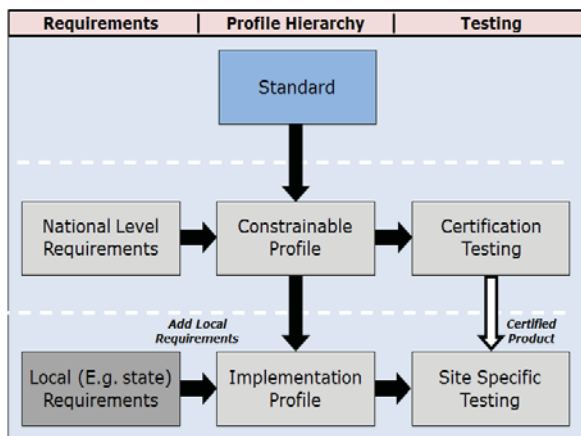 Requirements
Profile Hierarchy
Testing
Standard
National Level
Requirements
Constrainable
Profile
Certification
Testing
Add Local
Requirements
Certified
Product
Local (E.g. state)
Requirements
Implementation
Profile
Site Specific
Testing